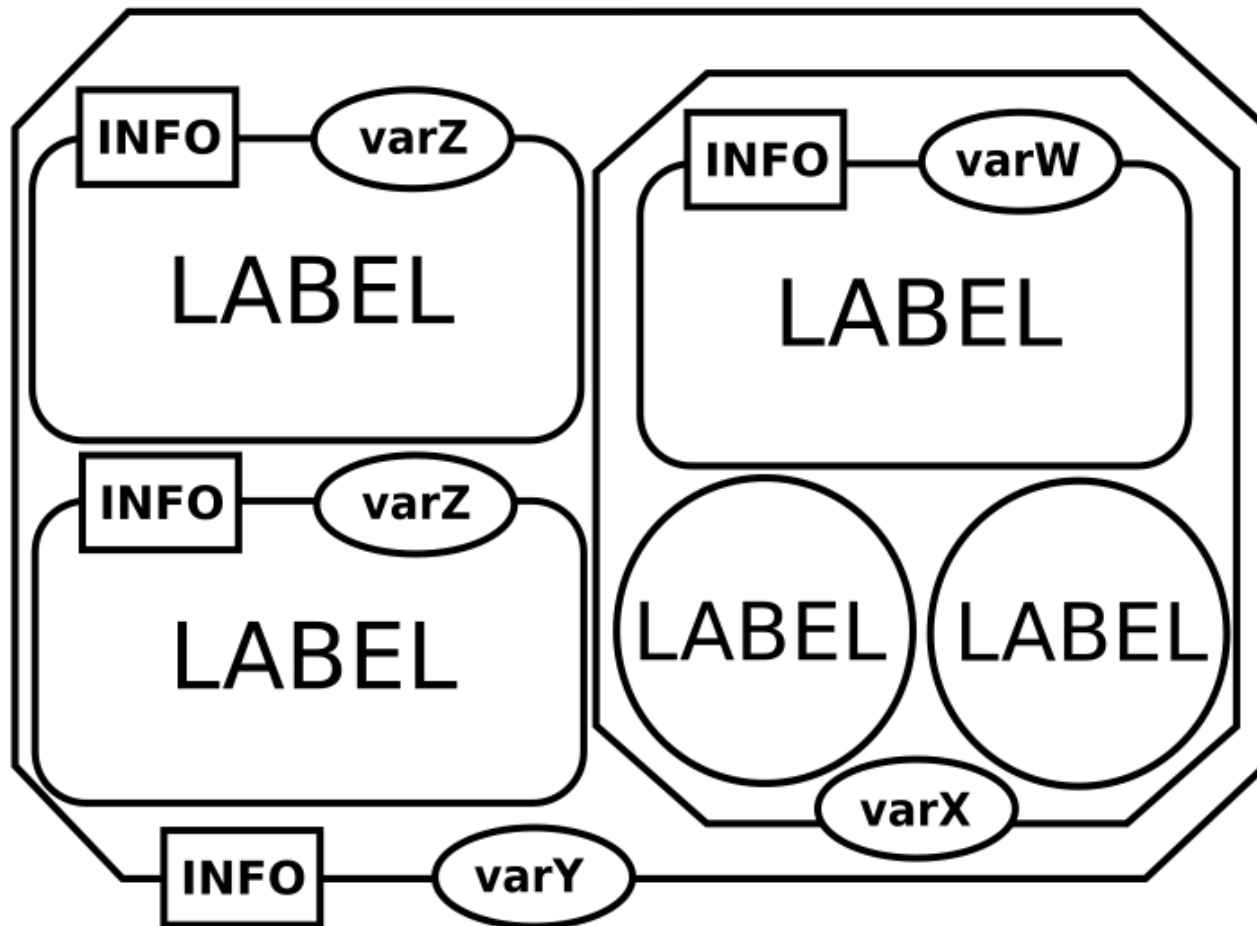 INFO varZ
LABEL
INFO varW
LABEL
INFO varZ
LABEL
LABEL LABEL
varX
INFO varY